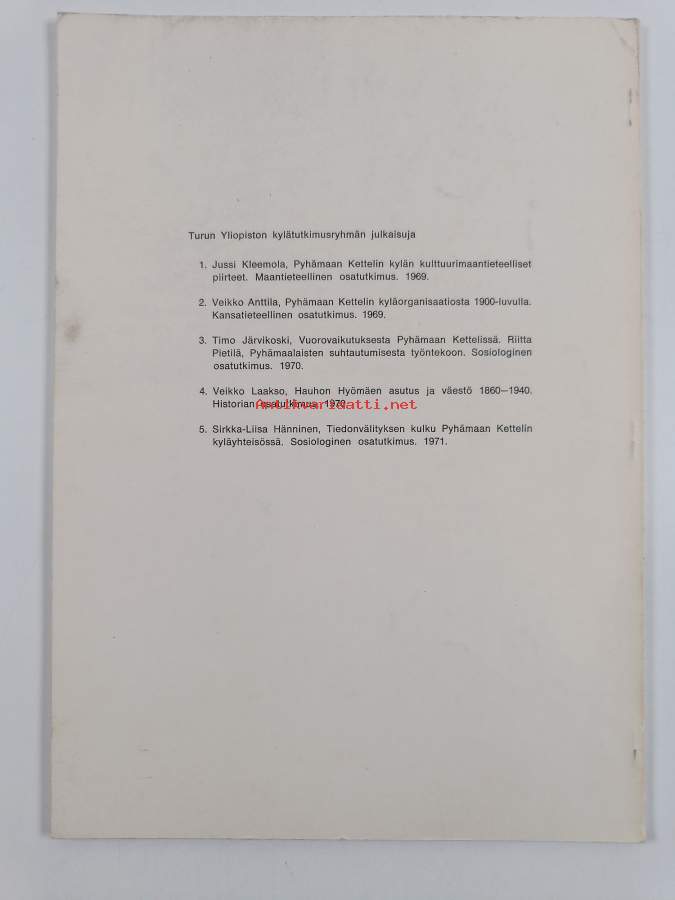 Turun Yliopiston kylätutkimusryhmän julkaisuja
1. Jussi Kleemola, Pyhämaan Kettelin kylän kulttuurimaantieteelliset
piirteet. Maantieteellinen osatutkimus. 1969.
2. Veikko Anttila, Pyhämaan Kettelin kyläorganisaatiosta 1900-luvulla.
Kansatieteellinen osatutkimus. 1969.
3. Timo Järvikoski, Vuorovaikutuksesta Pyhämaan Kettelissä. Riitta
Pietilä, Pyhämaalaisten suhtautumisesta työntekoon. Sosiologinen
osatutkimus. 1970.
4. Veikko Laakso, Hauhon Hyömäen asutus ja väestö 1860—1940.
Historian osatutkimus. 1970.
Antikvariaatti.net
5. Sirkka-Liisa Hänninen, Tiedonvälityksen kulku Pyhämaan Kettelin
kyläyhteisössä. Sosiologinen osatutkimus. 1971.